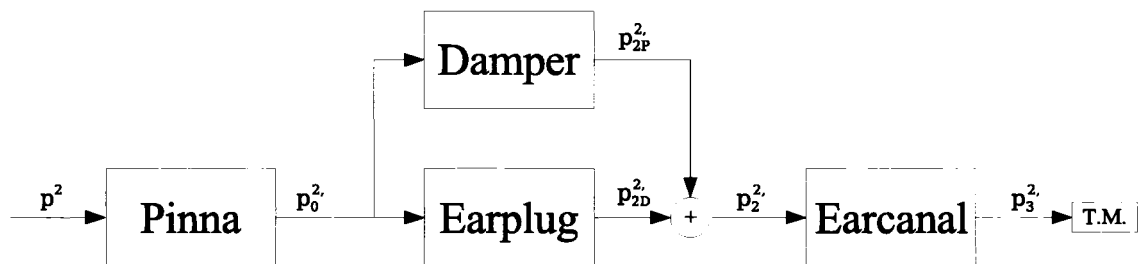 p²
Pinna
p₀²′
Damper
p₂P²′
Earplug
p₂D²′
+
p₂²′
Earcanal
p₃²′
T.M.